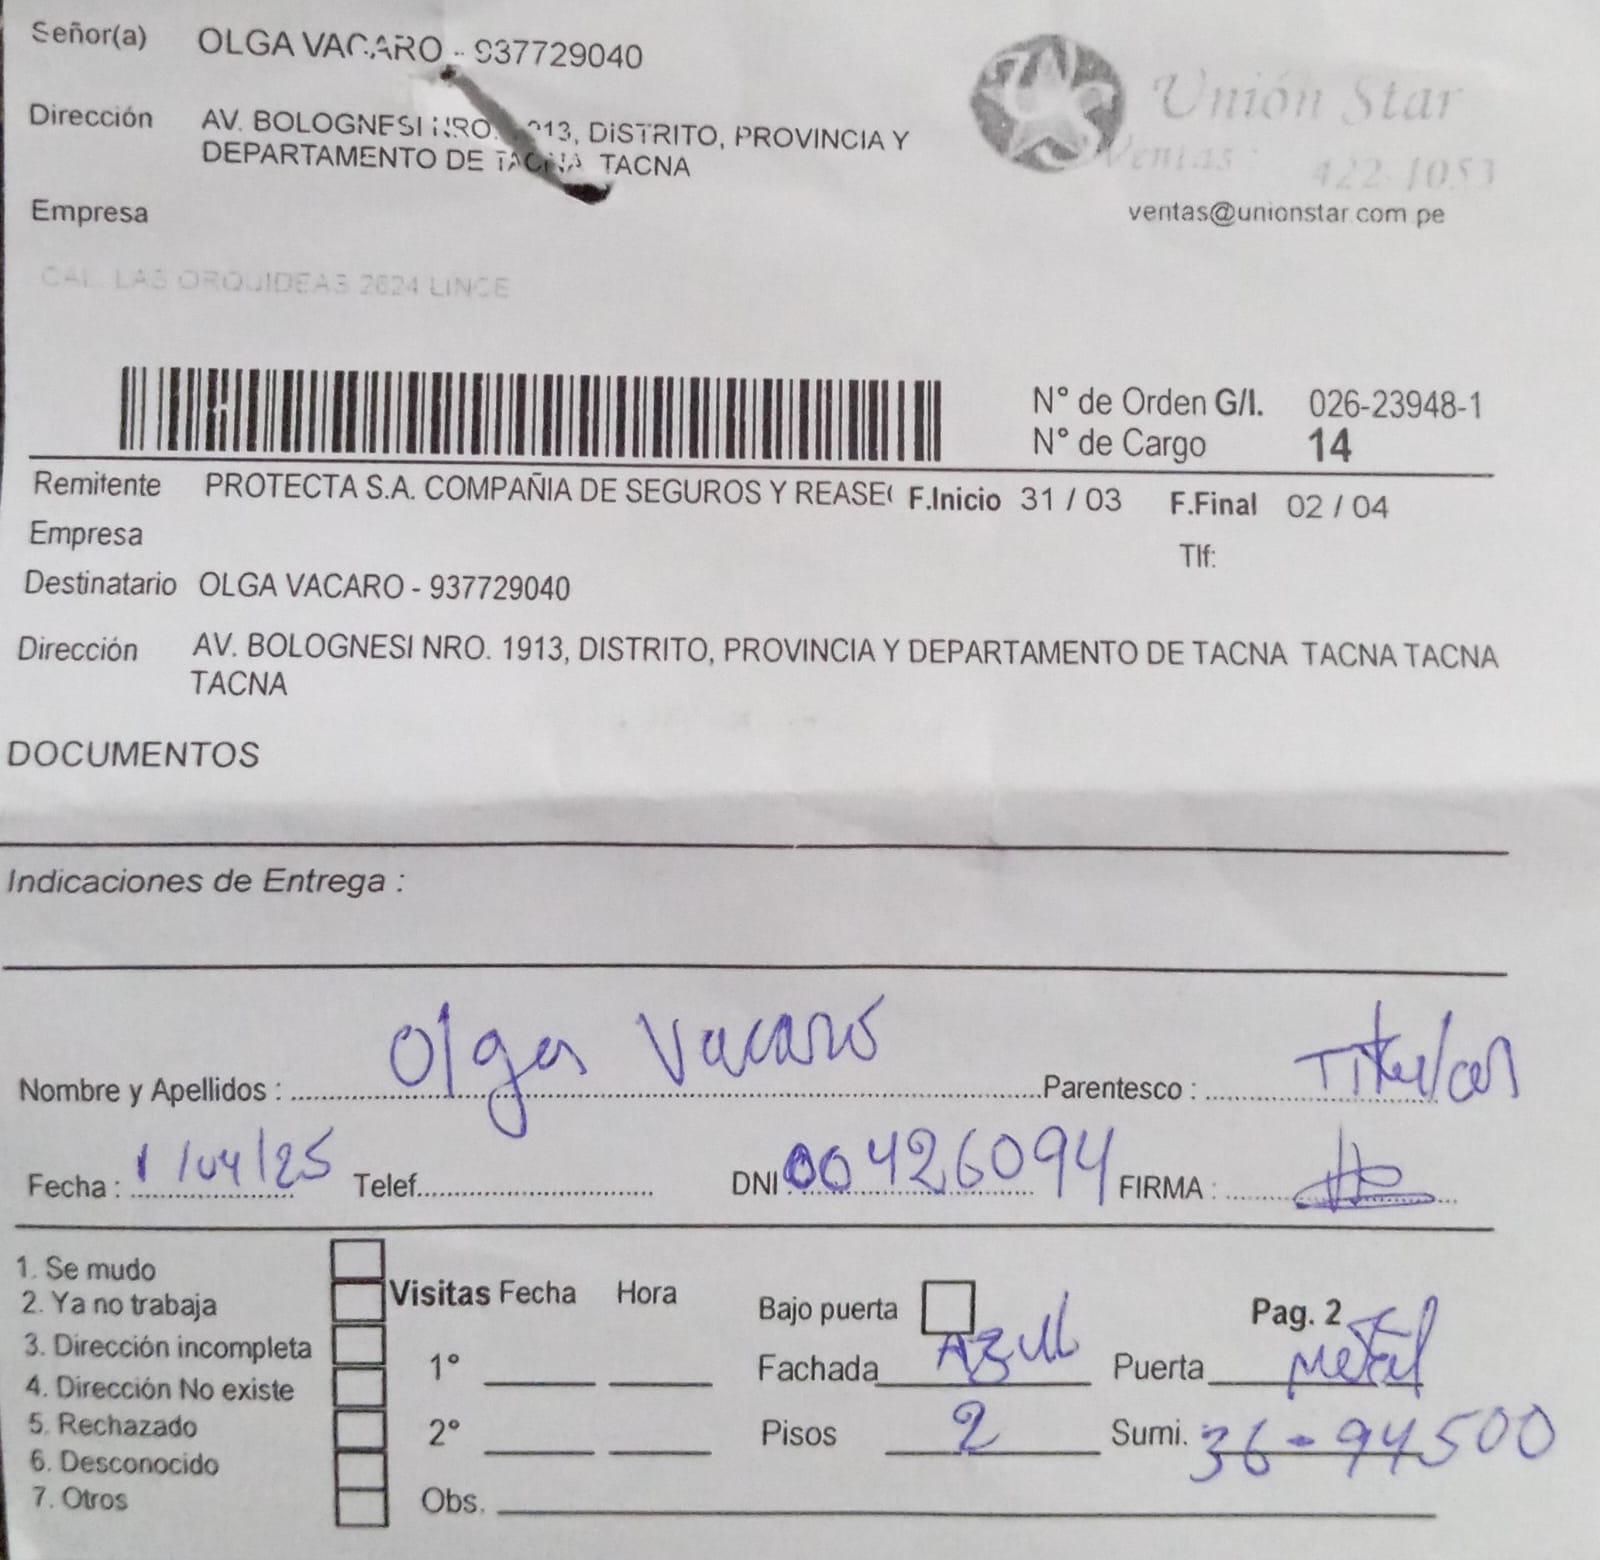 Señor(a) OLGA VACARO - 937729040
Unión Star
Dirección AV. BOLOGNESI NRO. 1913, DISTRITO, PROVINCIA Y
DEPARTAMENTO DE TACNA TACNA
Ventas: 422-1053
Empresa
ventas@unionstar.com.pe
CAL. LAS ORQUIDEAS 2624 LINCE
N° de Orden G/I. 026-23948-1
N° de Cargo 14
Remitente PROTECTA S.A. COMPAÑIA DE SEGUROS Y REASE F.Inicio 31 / 03 F.Final 02 / 04
Empresa
Tlf:
Destinatario OLGA VACARO - 937729040
Dirección AV. BOLOGNESI NRO. 1913, DISTRITO, PROVINCIA Y DEPARTAMENTO DE TACNA TACNA TACNA
TACNA
DOCUMENTOS
Indicaciones de Entrega :
Nombre y Apellidos : Olga Vacaro Parentesco : Titular
Fecha : 1/04/25 Telef. DNI 00426094 FIRMA :
1. Se mudo
2. Ya no trabaja
3. Dirección incompleta
4. Dirección No existe
5. Rechazado
6. Desconocido
7. Otros
Visitas Fecha Hora
1°
2°
Obs.
Bajo puerta Pag. 2
Fachada AZUL Puerta Metal
Pisos 2 Sumi. 36-94500